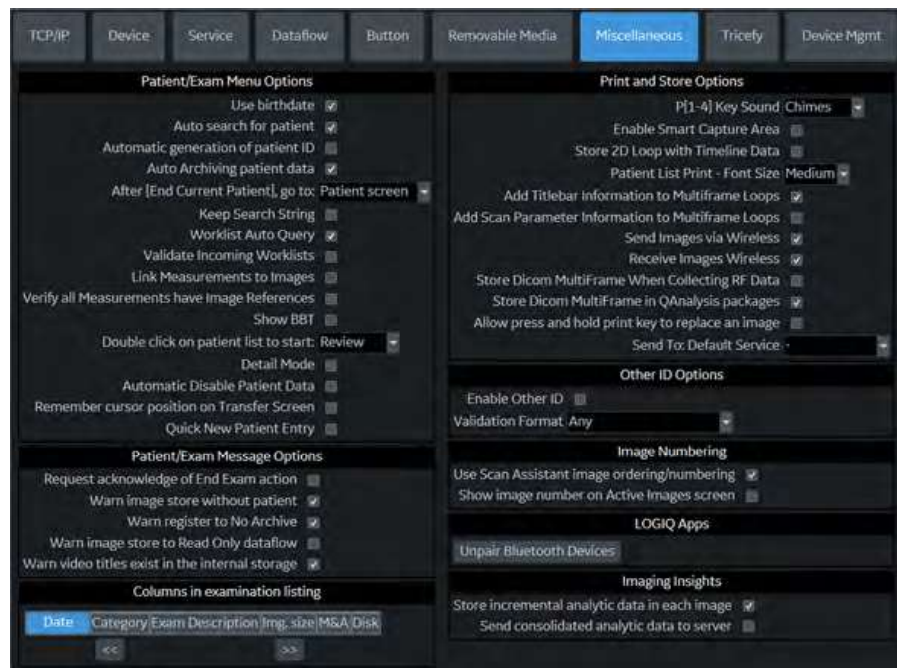 TCP/IP
Device
Service
Dataflow
Button
Removable Media
Miscellaneous
Tricefy
Device Mgmt
Patient/Exam Menu Options
Use birthdate
Auto search for patient
Automatic generation of patient ID
Auto Archiving patient data
After [End Current Patient], go to: Patient screen
Keep Search String
Worklist Auto Query
Validate Incoming Worklists
Link Measurements to Images
Verify all Measurements have Image References
Show BBT
Double click on patient list to start: Review
Detail Mode
Automatic Disable Patient Data
Remember cursor position on Transfer Screen
Quick New Patient Entry
Patient/Exam Message Options
Request acknowledge of End Exam action
Warn image store without patient
Warn register to No Archive
Warn image store to Read Only dataflow
Warn video titles exist in the internal storage
Columns in examination listing
Date Category Exam Description Img. size M&A Disk
<< >>
Print and Store Options
P[1-4] Key Sound Chimes
Enable Smart Capture Area
Store 2D Loop with Timeline Data
Patient List Print - Font Size Medium
Add Titlebar Information to Multiframe Loops
Add Scan Parameter Information to Multiframe Loops
Send Images via Wireless
Receive Images Wireless
Store Dicom MultiFrame When Collecting RF Data
Store Dicom MultiFrame in QAnalysis packages
Allow press and hold print key to replace an image
Send To: Default Service -
Other ID Options
Enable Other ID
Validation Format Any
Image Numbering
Use Scan Assistant image ordering/numbering
Show image number on Active Images screen
LOGIQ Apps
Unpair Bluetooth Devices
Imaging Insights
Store incremental analytic data in each image
Send consolidated analytic data to server